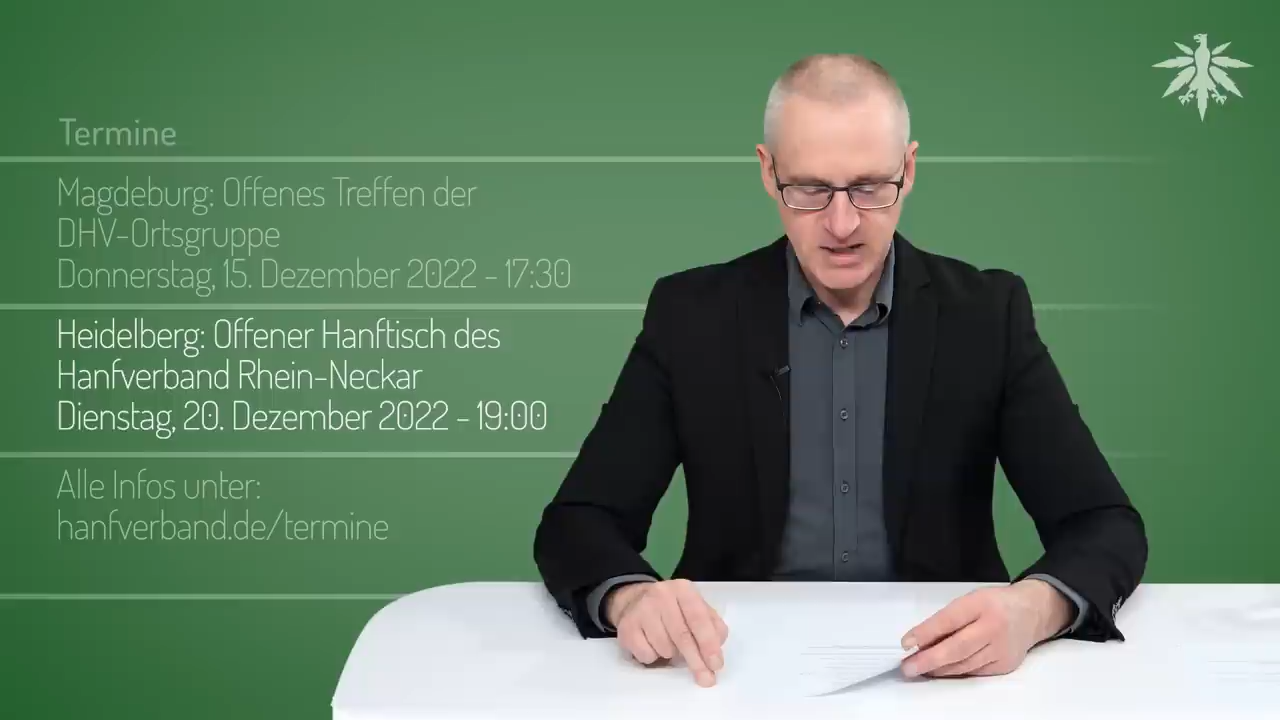 Termine
Magdeburg: Offenes Treffen der
DHV-Ortsgruppe
Donnerstag, 15. Dezember 2022 - 17:30
Heidelberg: Offener Hanftisch des
Hanfverband Rhein-Neckar
Dienstag, 20. Dezember 2022 - 19:00
Alle Infos unter:
hanfverband.de/termine